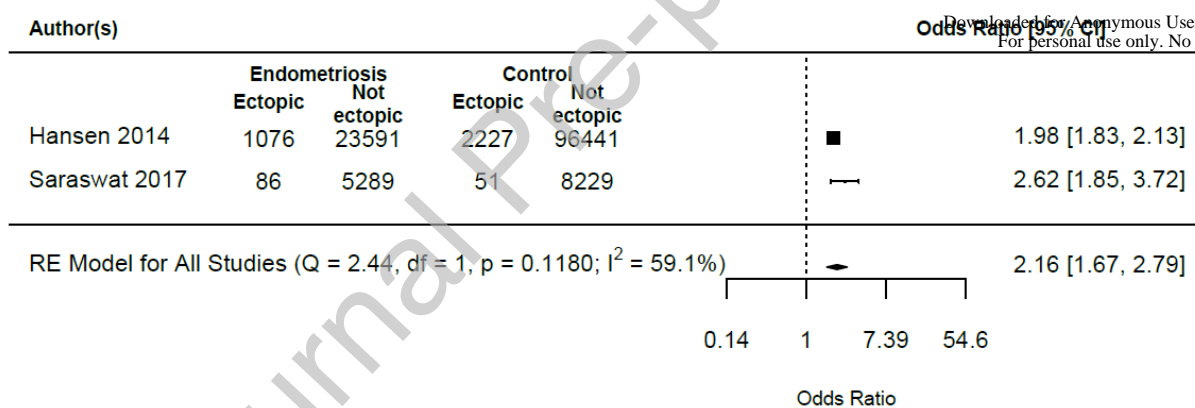 Author(s) Odds Ratio [95% CI]
Downloaded for Anonymous Use
For personal use only. No
Endometriosis Control
Ectopic Not ectopic Ectopic Not ectopic
Hansen 2014 1076 23591 2227 96441 1.98 [1.83, 2.13]
Saraswat 2017 86 5289 51 8229 2.62 [1.85, 3.72]
RE Model for All Studies (Q = 2.44, df = 1, p = 0.1180; I² = 59.1%) 2.16 [1.67, 2.79]
0.14 1 7.39 54.6
Odds Ratio
urnal Pre-p